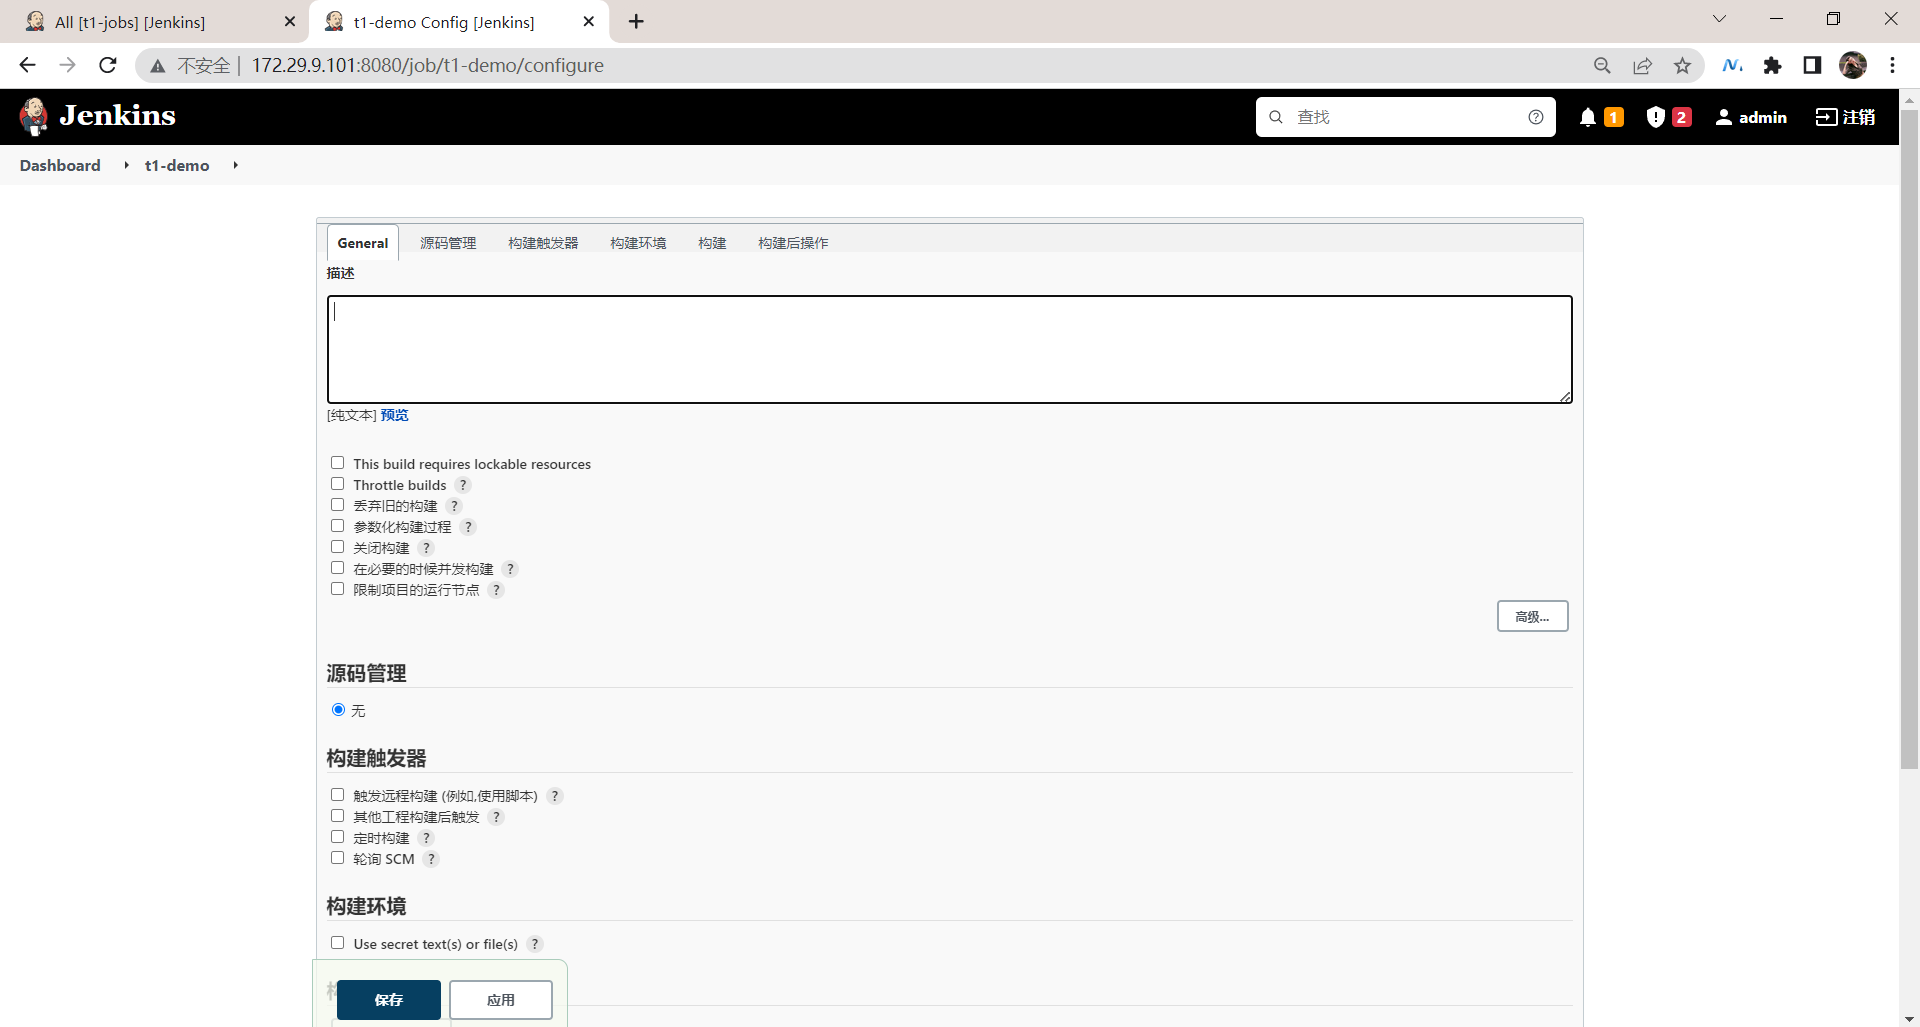 All [t1-jobs] [Jenkins]
t1-demo Config [Jenkins]
不安全 | 172.29.9.101:8080/job/t1-demo/configure
Jenkins
查找
1
2
admin
注销
Dashboard
t1-demo
General
源码管理
构建触发器
构建环境
构建
构建后操作
描述
[纯文本] 预览
This build requires lockable resources
Throttle builds ?
丢弃旧的构建 ?
参数化构建过程 ?
关闭构建 ?
在必要的时候并发构建 ?
限制项目的运行节点 ?
高级...
源码管理
无
构建触发器
触发远程构建 (例如,使用脚本) ?
其他工程构建后触发 ?
定时构建 ?
轮询 SCM ?
构建环境
Use secret text(s) or file(s) ?
保存
应用